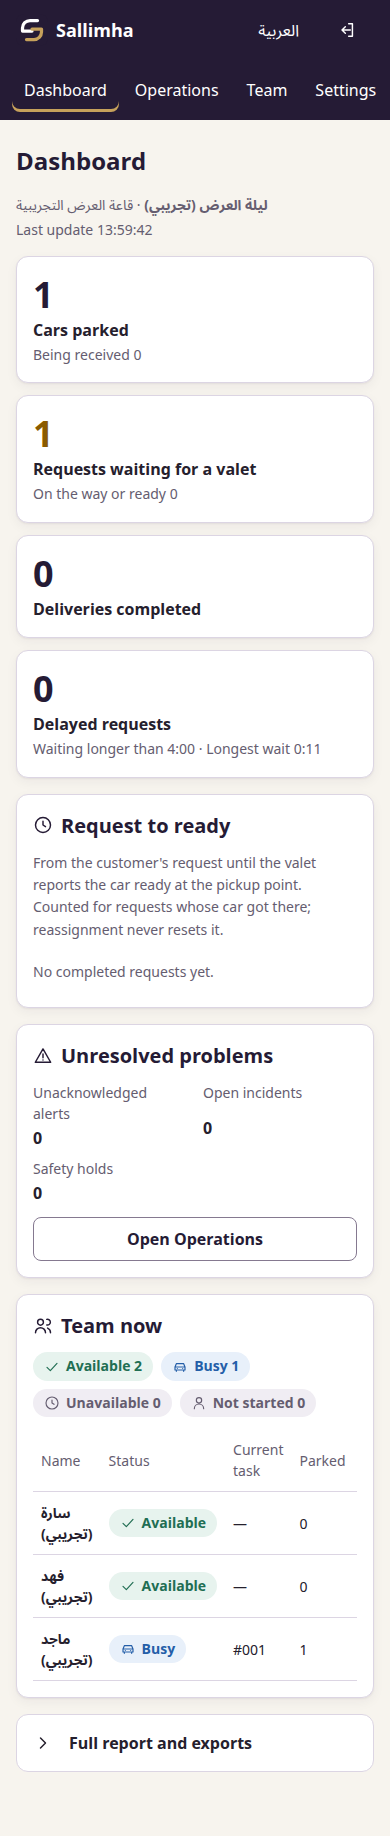 Sallimha
العربية
Dashboard
Operations
Team
Settings
Dashboard
ليلة العرض (تجريبي) · قاعة العرض التجريبية
Last update 13:59:42
1
Cars parked
Being received 0
1
Requests waiting for a valet
On the way or ready 0
0
Deliveries completed
0
Delayed requests
Waiting longer than 4:00 · Longest wait 0:11
Request to ready
From the customer's request until the valet
reports the car ready at the pickup point.
Counted for requests whose car got there;
reassignment never resets it.
No completed requests yet.
Unresolved problems
Unacknowledged
alerts
0
Open incidents
0
Safety holds
0
Open Operations
Team now
Available 2
Busy 1
Unavailable 0
Not started 0
Name
Status
Current
task
Parked
سارة
(تجريبي)
Available
—
0
فهد
(تجريبي)
Available
—
0
ماجد
(تجريبي)
Busy
#001
1
Full report and exports